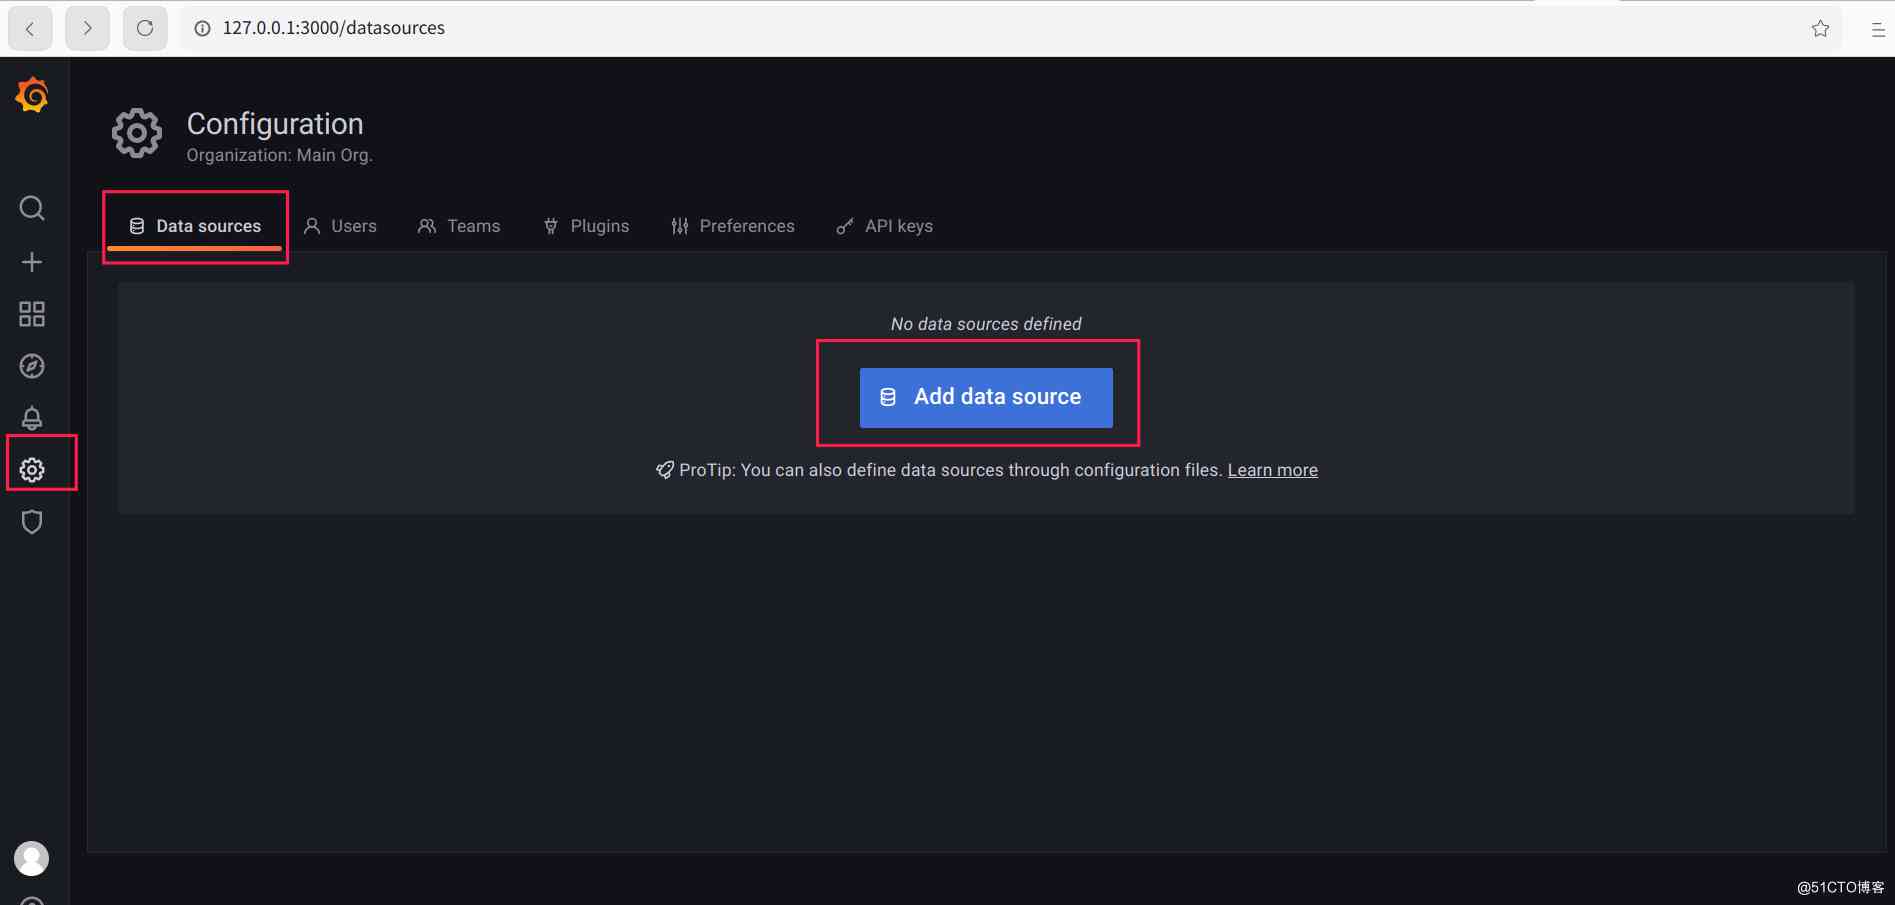 127.0.0.1:3000/datasources
Configuration
Organization: Main Org.
Data sources Users Teams Plugins Preferences API keys
No data sources defined
Add data source
ProTip: You can also define data sources through configuration files. Learn more
@51CTO博客